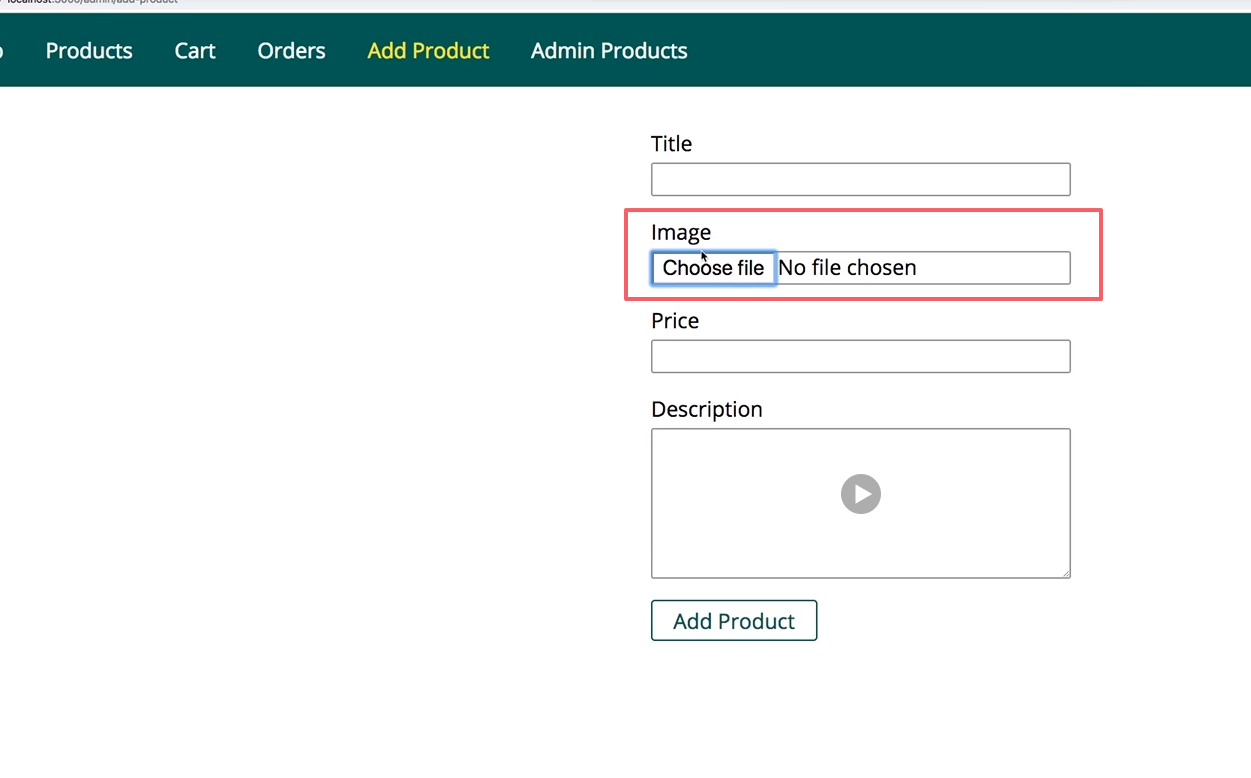 localhost:3000/admin/add-product
Products Cart Orders Add Product Admin Products
Title
Image
Choose file No file chosen
Price
Description
Add Product